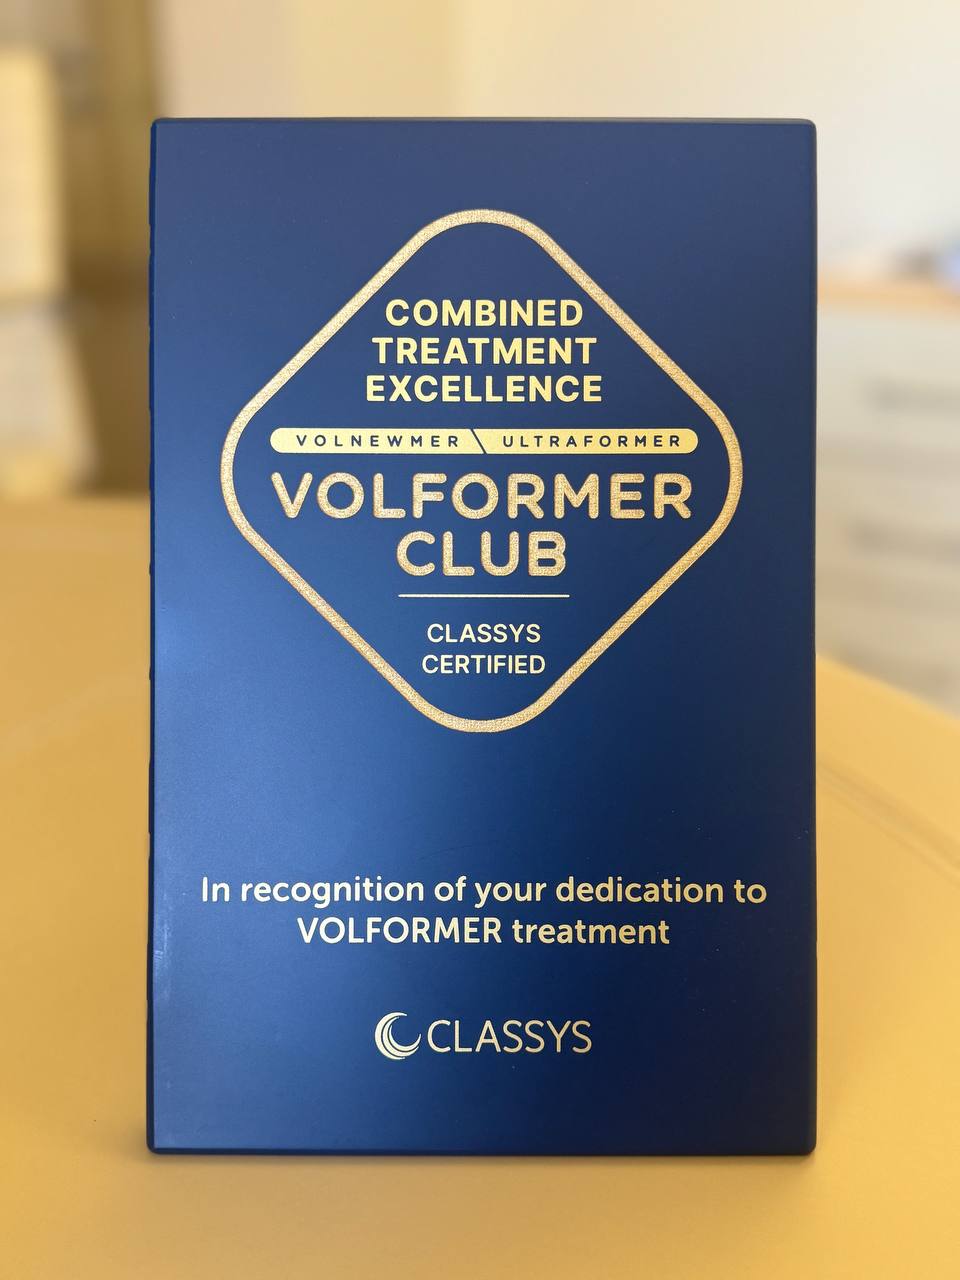 COMBINED
TREATMENT
EXCELLENCE
VOLNEWMER \ ULTRAFORMER
VOLFORMER
CLUB
CLASSYS
CERTIFIED
In recognition of your dedication to
VOLFORMER treatment
CLASSYS